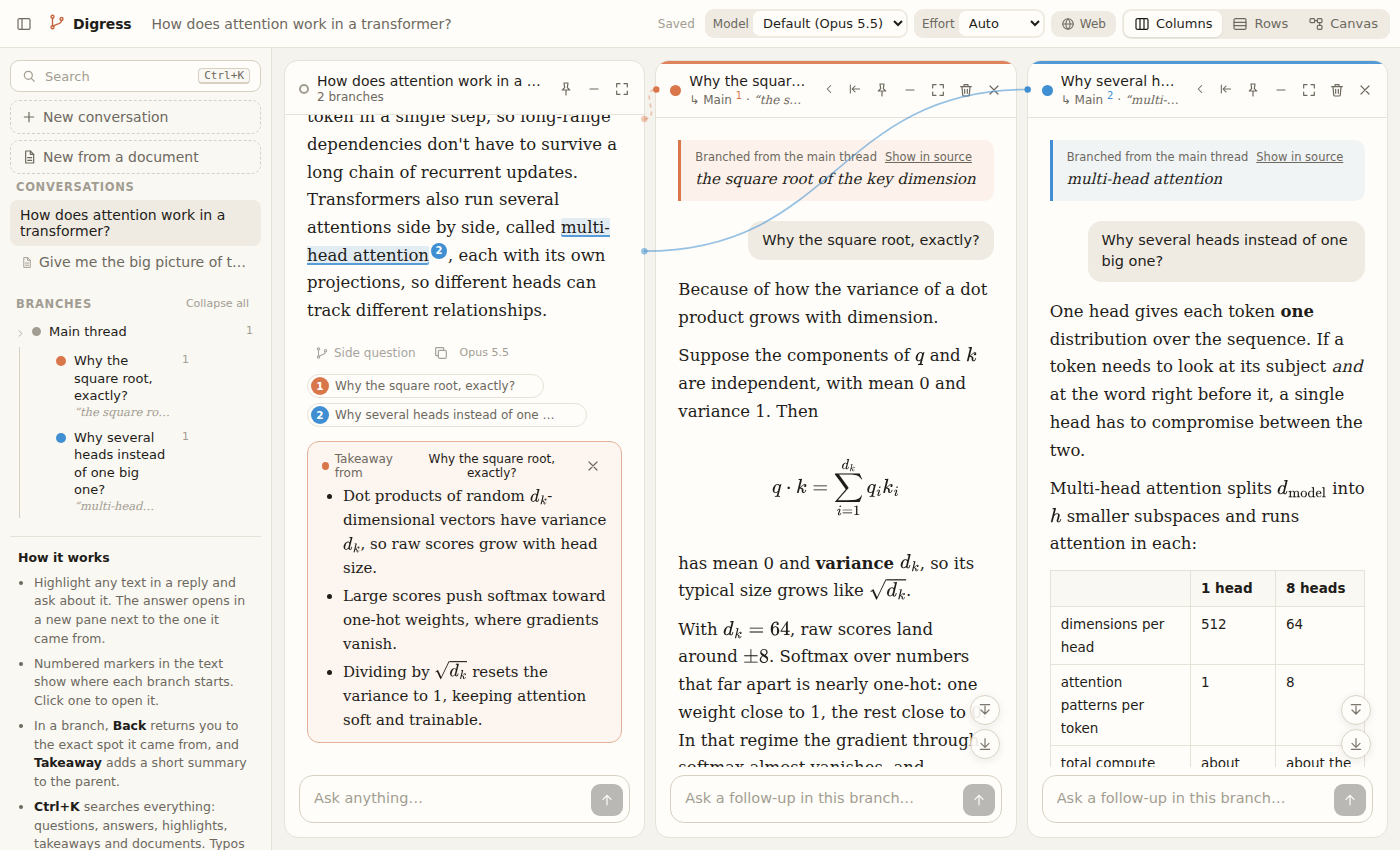 Digress
How does attention work in a transformer?
Saved
Model Default (Opus 5.5)
Effort Auto
Web
Columns
Rows
Canvas
Search
Ctrl+K
New conversation
New from a document
CONVERSATIONS
How does attention work in a
transformer?
Give me the big picture of t...
BRANCHES
Collapse all
Main thread 1
Why the 1
square root,
exactly?
“the square ro...
Why several 1
heads instead
of one big
one?
“multi-head...
How it works
• Highlight any text in a reply and
ask about it. The answer opens in
a new pane next to the one it
came from.
• Numbered markers in the text
show where each branch starts.
Click one to open it.
• In a branch, Back returns you to
the exact spot it came from, and
Takeaway adds a short summary
to the parent.
• Ctrl+K searches everything:
questions, answers, highlights,
takeaways and documents. Typos
How does attention work in a ...
2 branches
token in a single step, so long-range
dependencies don't have to survive a
long chain of recurrent updates.
Transformers also run several
attentions side by side, called multi-
head attention 2, each with its own
projections, so different heads can
track different relationships.
Side question
Opus 5.5
1 Why the square root, exactly?
2 Why several heads instead of one ...
Takeaway
from
Why the square root,
exactly?
• Dot products of random d_k-
dimensional vectors have variance
d_k, so raw scores grow with head
size.
• Large scores push softmax toward
one-hot weights, where gradients
vanish.
• Dividing by √d_k resets the
variance to 1, keeping attention
soft and trainable.
Ask anything...
Why the squar...
↳ Main 1 · “the s...
Branched from the main thread Show in source
the square root of the key dimension
Why the square root, exactly?
Because of how the variance of a dot
product grows with dimension.
Suppose the components of q and k
are independent, with mean 0 and
variance 1. Then
q · k = ∑_{i=1}^{d_k} q_i k_i
has mean 0 and variance d_k, so its
typical size grows like √d_k.
With d_k = 64, raw scores land
around ±8. Softmax over numbers
that far apart is nearly one-hot: one
weight close to 1, the rest close to
In that regime the gradient through
softmax almost vanishes, and
Ask a follow-up in this branch...
Why several h...
↳ Main 2 · “multi-...
Branched from the main thread Show in source
multi-head attention
Why several heads instead of one
big one?
One head gives each token one
distribution over the sequence. If a
token needs to look at its subject and
at the word right before it, a single
head has to compromise between the
two.
Multi-head attention splits d_model into
h smaller subspaces and runs
attention in each:
1 head 8 heads
dimensions per
head
512 64
attention
patterns per
token
1 8
total compute about about the
Ask a follow-up in this branch...